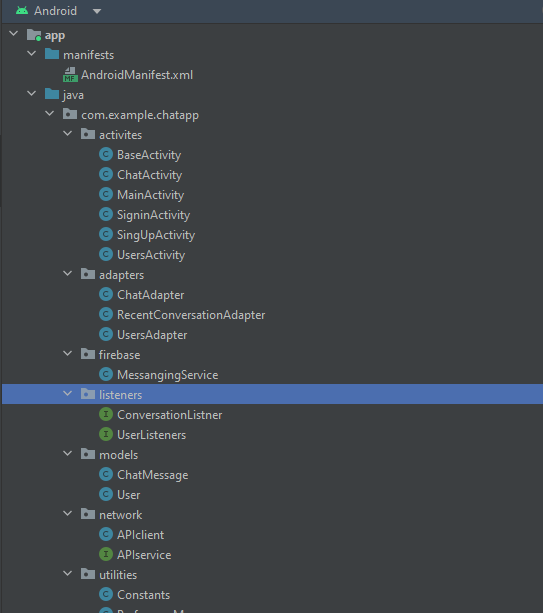 Android
app
manifests
AndroidManifest.xml
java
com.example.chatapp
activites
BaseActivity
ChatActivity
MainActivity
SigninActivity
SingUpActivity
UsersActivity
adapters
ChatAdapter
RecentConversationAdapter
UsersAdapter
firebase
MessangingService
listeners
ConversationListner
UserListeners
models
ChatMessage
User
network
APIclient
APIservice
utilities
Constants